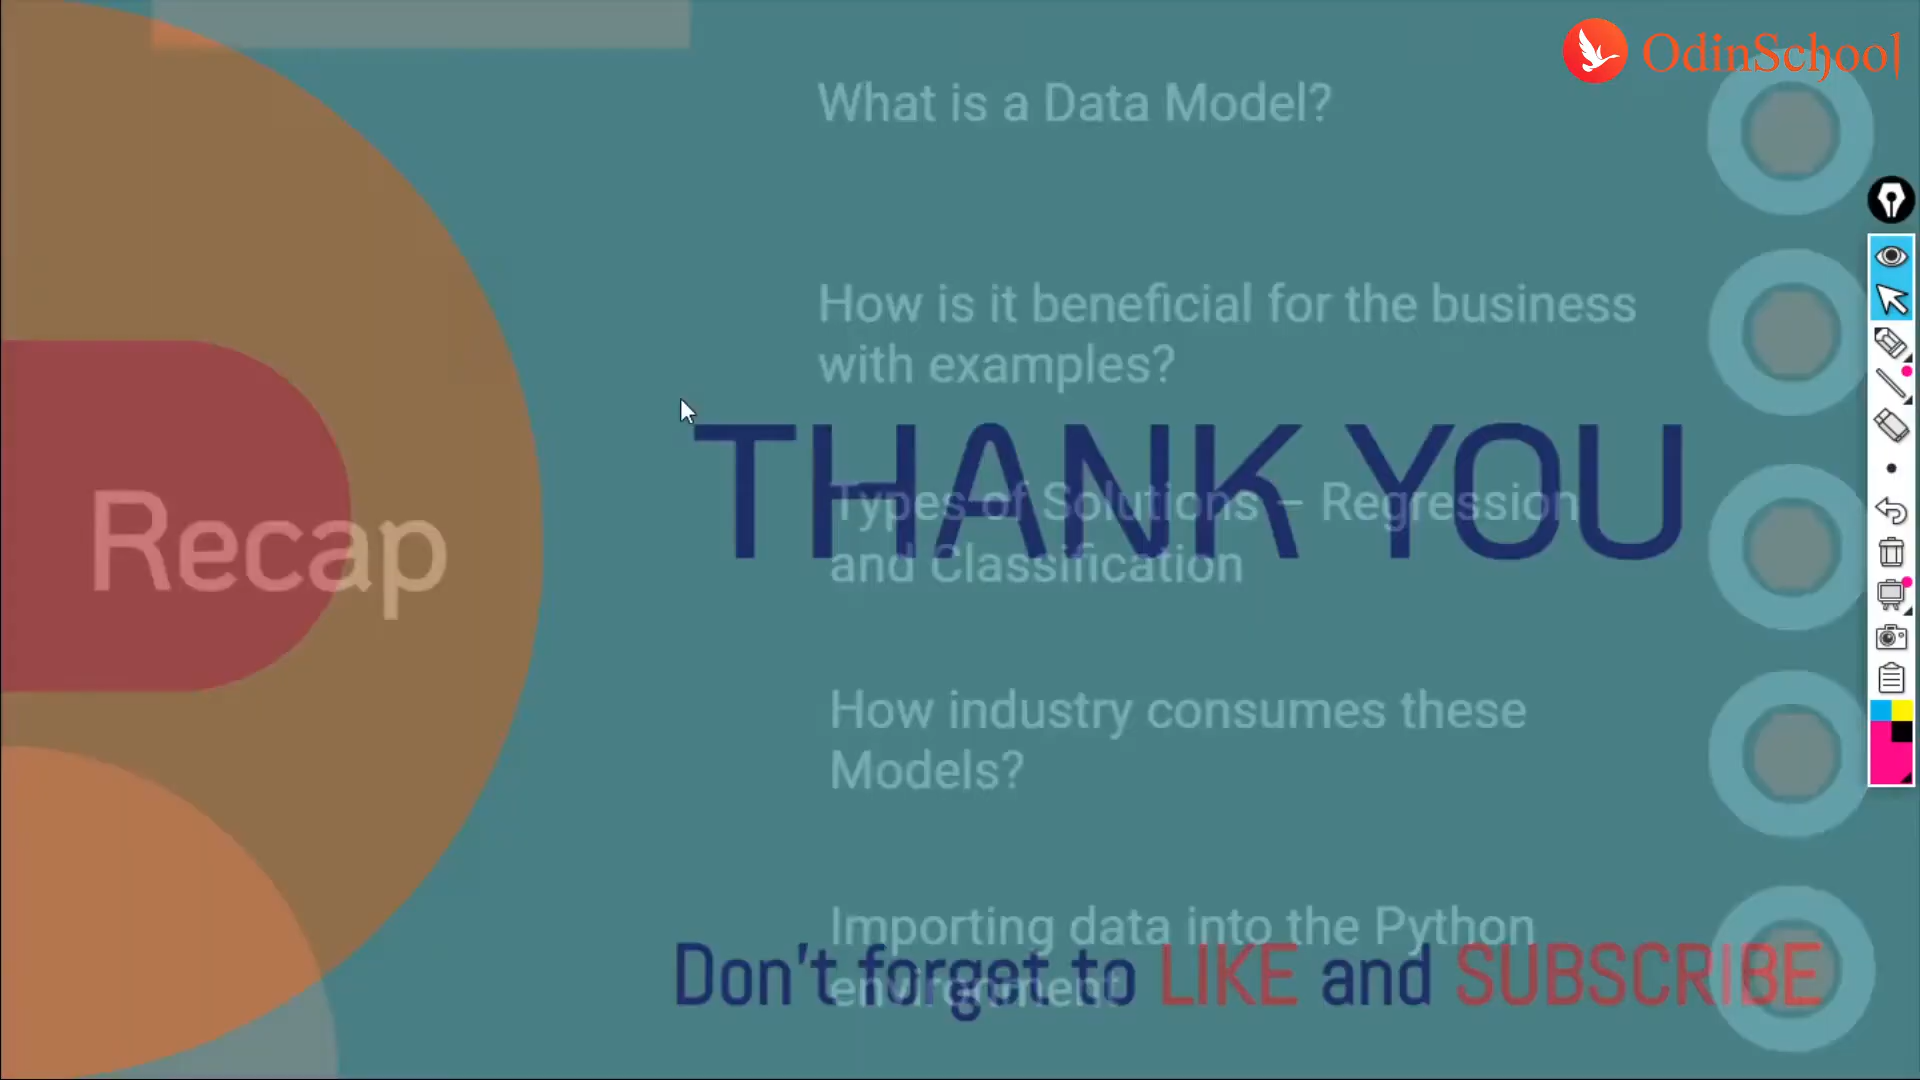 OdinSchool
What is a Data Model?
How is it beneficial for the business
with examples?
THANK YOU
Types of Solutions – Regression
and Classification
Recap
How industry consumes these
Models?
Importing data into the Python
environment
Don't forget to LIKE and SUBSCRIBE